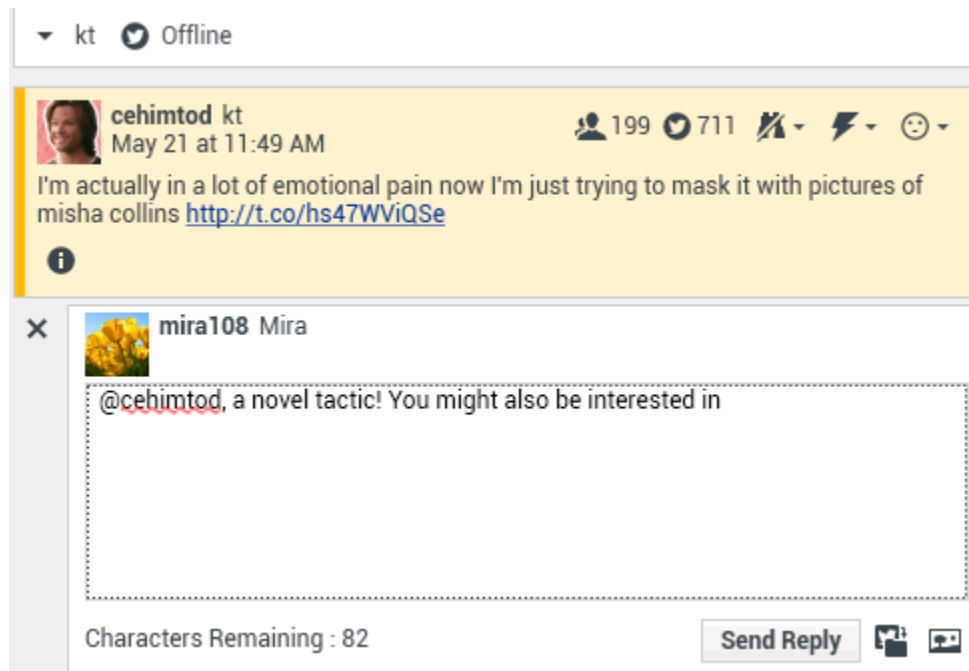 kt Offline
cehimtod kt
May 21 at 11:49 AM
199 711
I'm actually in a lot of emotional pain now I'm just trying to mask it with pictures of
misha collins http://t.co/hs47WViQSe
mira108 Mira
@cehimtod, a novel tactic! You might also be interested in
Characters Remaining : 82
Send Reply